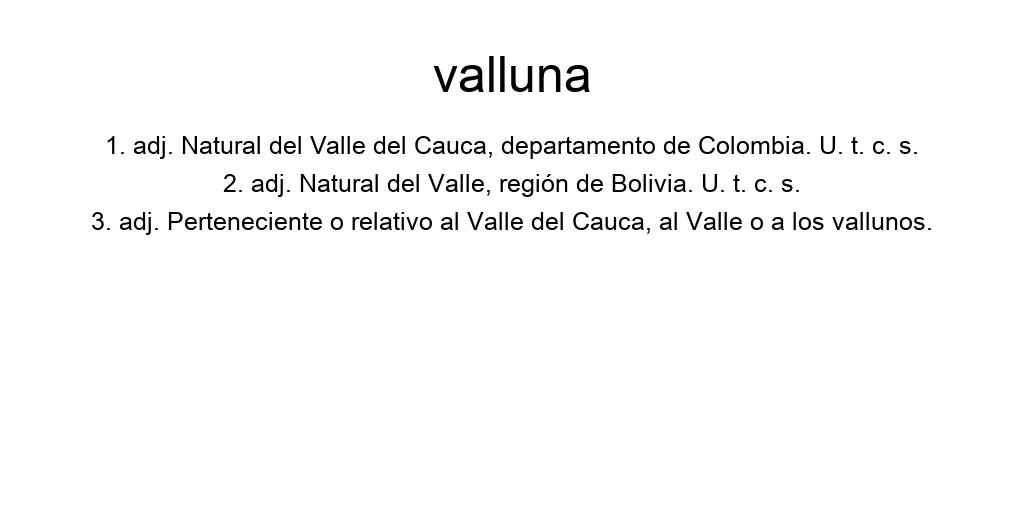 valluna
1. adj. Natural del Valle del Cauca, departamento de Colombia. U. t. c. s.
2. adj. Natural del Valle, región de Bolivia. U. t. c. s.
3. adj. Perteneciente o relativo al Valle del Cauca, al Valle o a los vallunos.